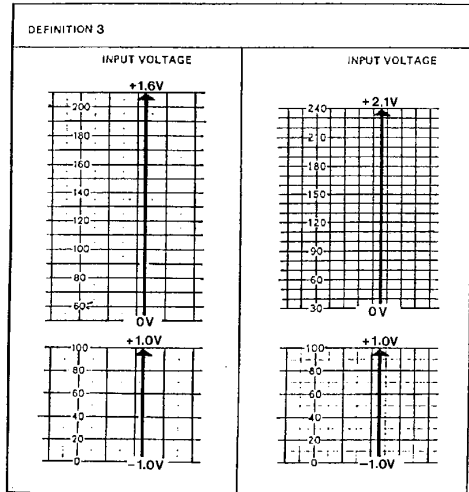 DEFINITION 3
INPUT VOLTAGE
+1.6V
200
180
160
140
120
100
80
60
0V
+1.0V
100
80
60
40
20
0
-1.0V
INPUT VOLTAGE
+2.1V
240
210
180
150
120
90
60
30
0V
+1.0V
100
80
60
40
20
0
-1.0V